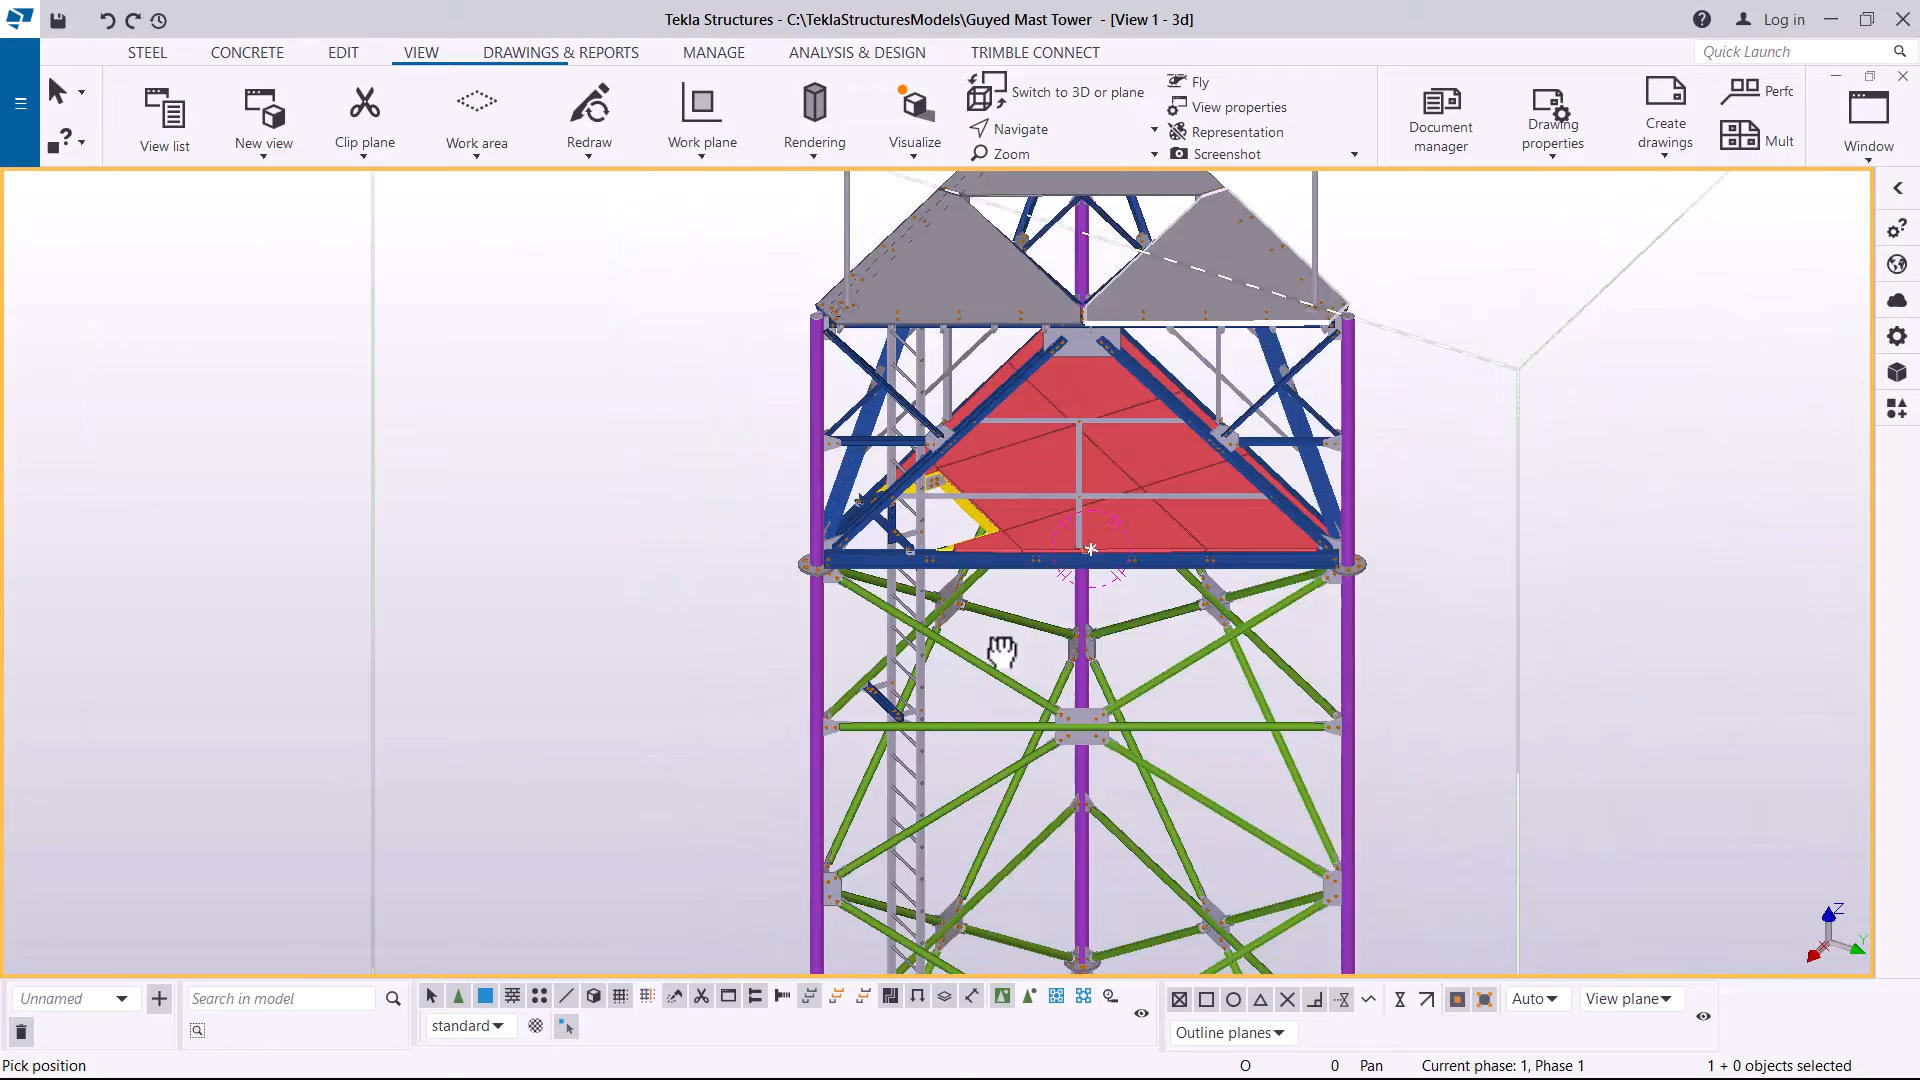 Tekla Structures - C:\TeklaStructuresModels\Guyed Mast Tower - [View 1 - 3d]
Log in
STEEL CONCRETE EDIT VIEW DRAWINGS & REPORTS MANAGE ANALYSIS & DESIGN TRIMBLE CONNECT
Quick Launch
View list
New view
Clip plane
Work area
Redraw
Work plane
Rendering
Visualize
Switch to 3D or plane
Navigate
Zoom
Fly
View properties
Representation
Screenshot
Document manager
Drawing properties
Create drawings
Perfc
Mult
Window
Z
Y
X
Unnamed
Search in model
standard
Auto
View plane
Outline planes
Pick position
O 0 Pan Current phase: 1, Phase 1 1 + 0 objects selected